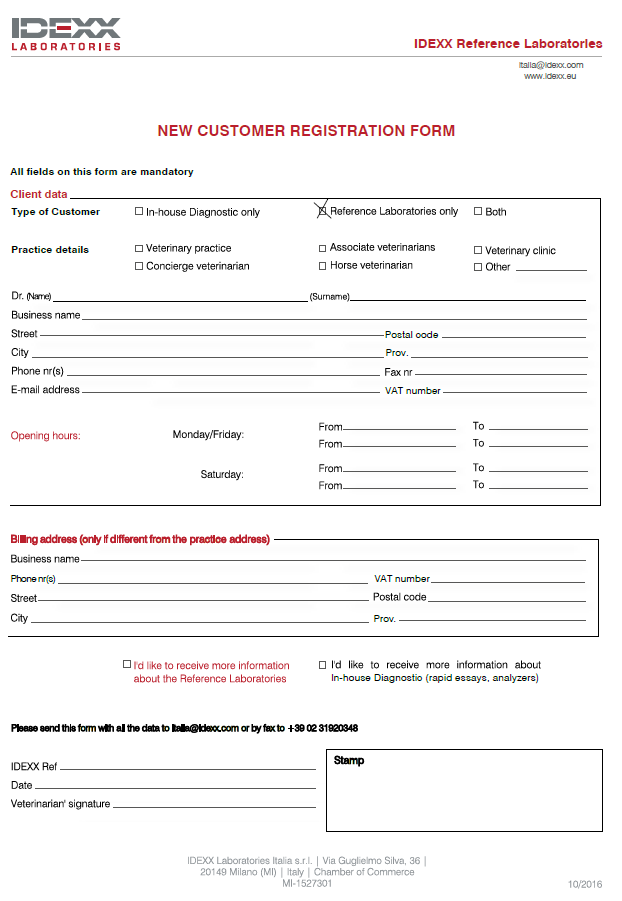 IDEXX
LABORATORIES
IDEXX Reference Laboratories
italia@idexx.com
www.idexx.eu
NEW CUSTOMER REGISTRATION FORM
All fields on this form are mandatory
Client data
Type of Customer In-house Diagnostic only Reference Laboratories only Both
Practice details Veterinary practice Associate veterinarians Veterinary clinic
Concierge veterinarian Horse veterinarian Other
Dr. (Name) (Surname)
Business name
Street Postal code
City Prov.
Phone nr(s) Fax nr
E-mail address VAT number
Opening hours: Monday/Friday: From To
From To
Saturday: From To
From To
Billing address (only if different from the practice address)
Business name
Phone nr(s) VAT number
Street Postal code
City Prov.
I'd like to receive more information
about the Reference Laboratories
I'd like to receive more information about
In-house Diagnostio (rapid essays, analyzers)
Please send this form with all the data to italia@idexx.com or by fax to +39 02 31920348
IDEXX Ref
Date
Veterinarian' signature
Stamp
IDEXX Laboratories Italia s.r.l. | Via Guglielmo Silva, 36 |
20149 Milano (MI) | Italy | Chamber of Commerce
MI-1527301
10/2016